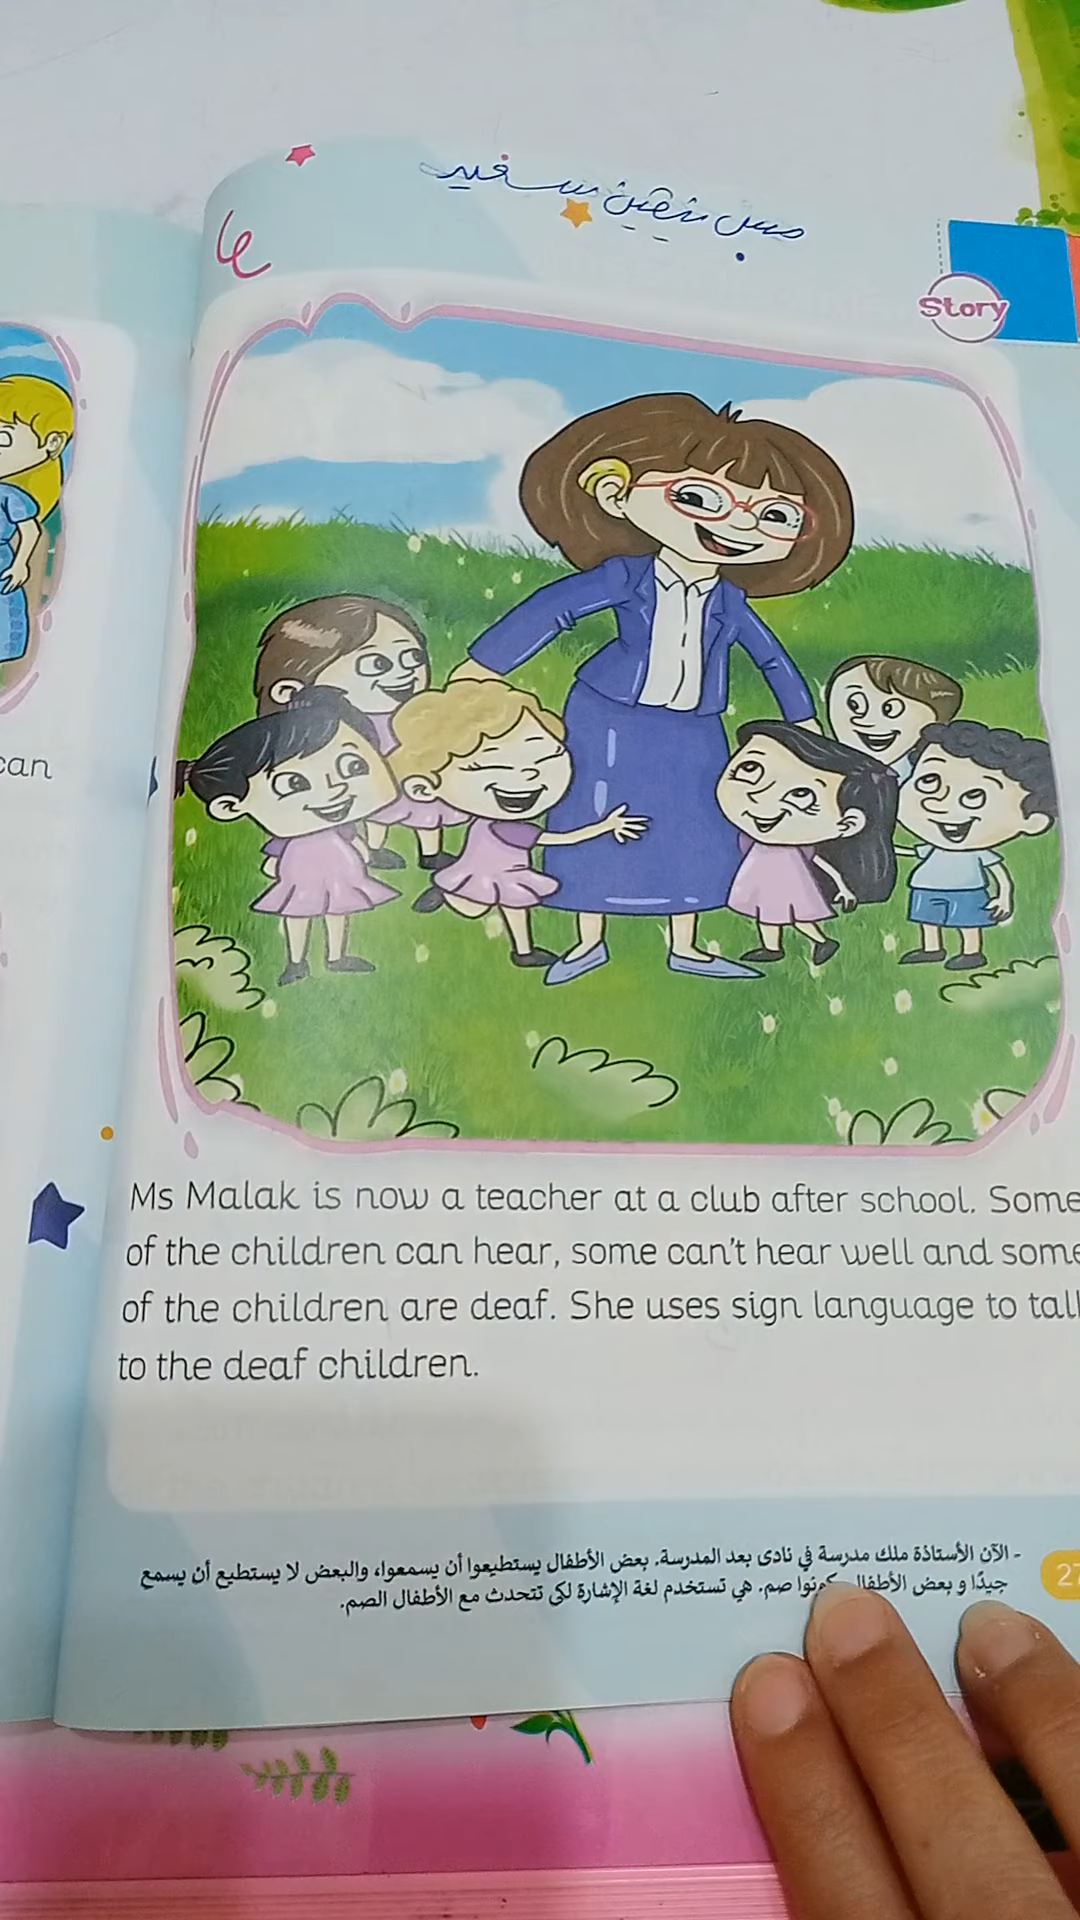 Story
can
Ms Malak is now a teacher at a club after school. Some
of the children can hear, some can't hear well and some
of the children are deaf. She uses sign language to tal
to the deaf children.
- الآن الأستاذة ملك مدرسة في نادى بعد المدرسة. بعض الأطفال يستطيعوا أن يسمعوا، والبعض لا يستطيع أن يسمع
جيدًا و بعض الأطفال يكونوا صم. هي تستخدم لغة الإشارة لكى تتحدث مع الأطفال الصم.
27